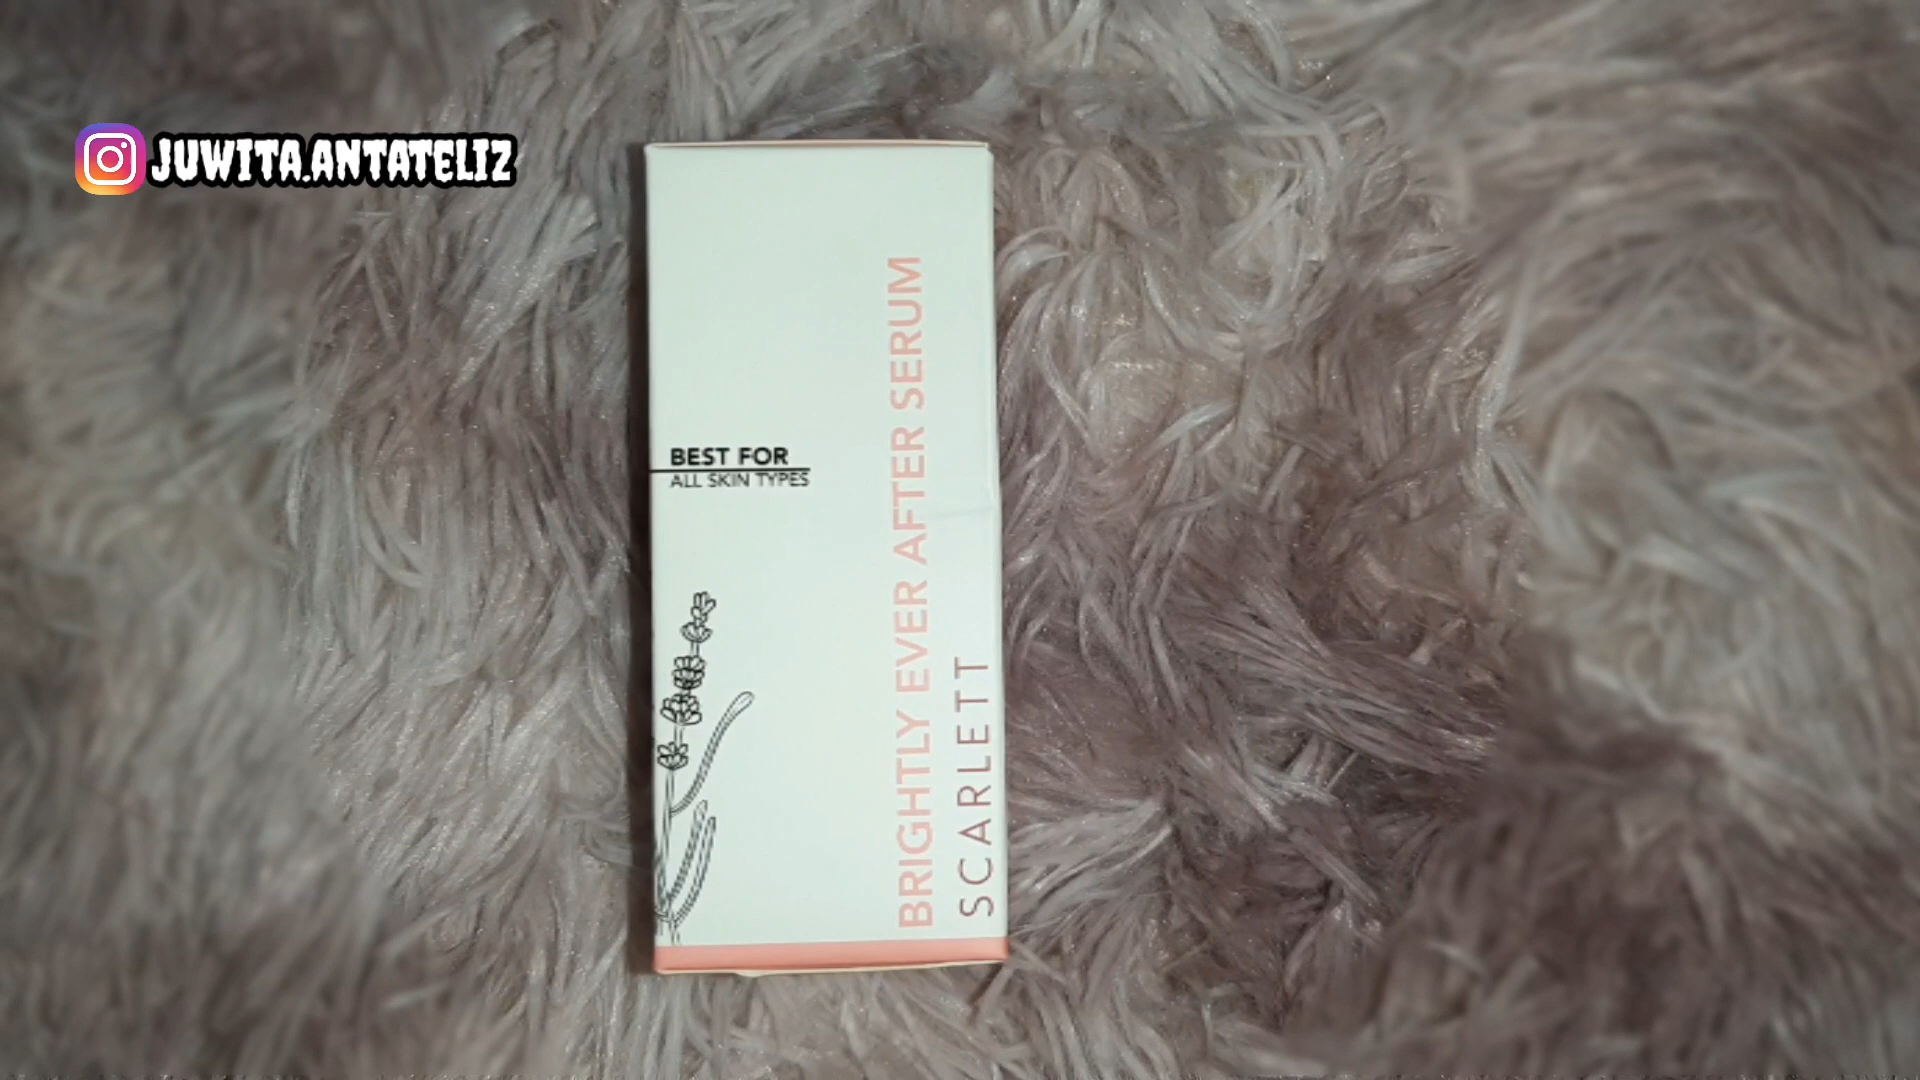 JUWITA.ANTATELIZ
BEST FOR
ALL SKIN TYPES
BRIGHTLY EVER AFTER SERUM
SCARLETT